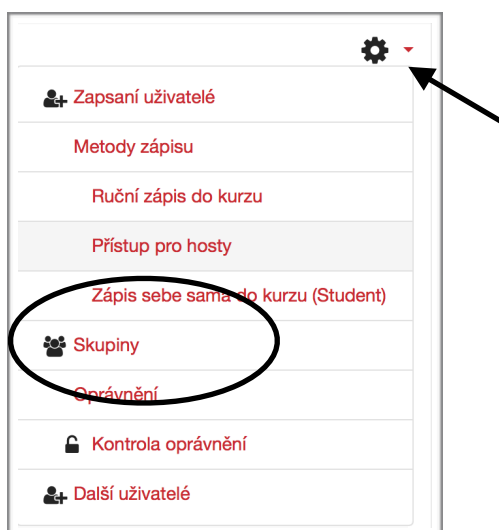 Zapsaní uživatelé
Metody zápisu
Ruční zápis do kurzu
Přístup pro hosty
Zápis sebe sama do kurzu (Student)
Skupiny
Oprávnění
Kontrola oprávnění
Další uživatelé